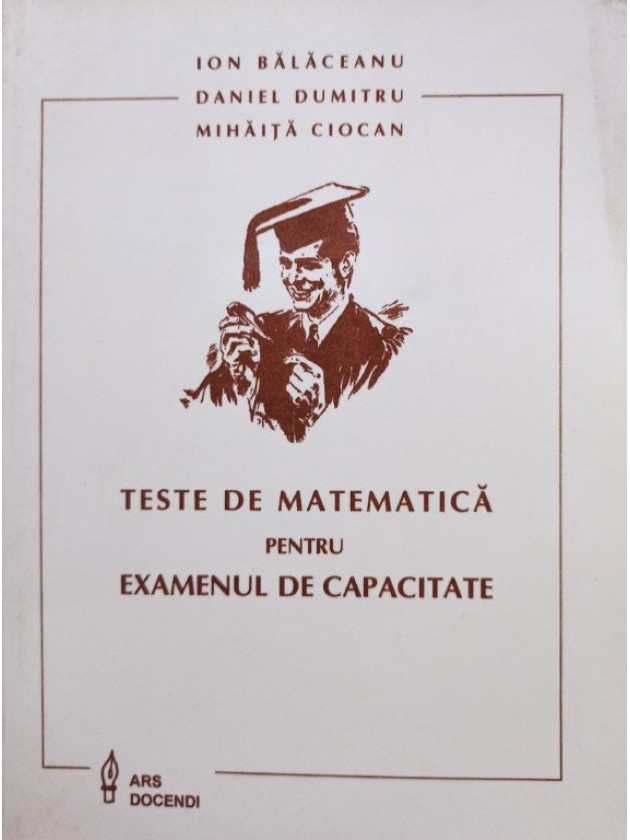 ION BĂLĂCEANU
DANIEL DUMITRU
MIHĂIȚĂ CIOCAN
TESTE DE MATEMATICĂ
PENTRU
EXAMENUL DE CAPACITATE
ARS
DOCENDI